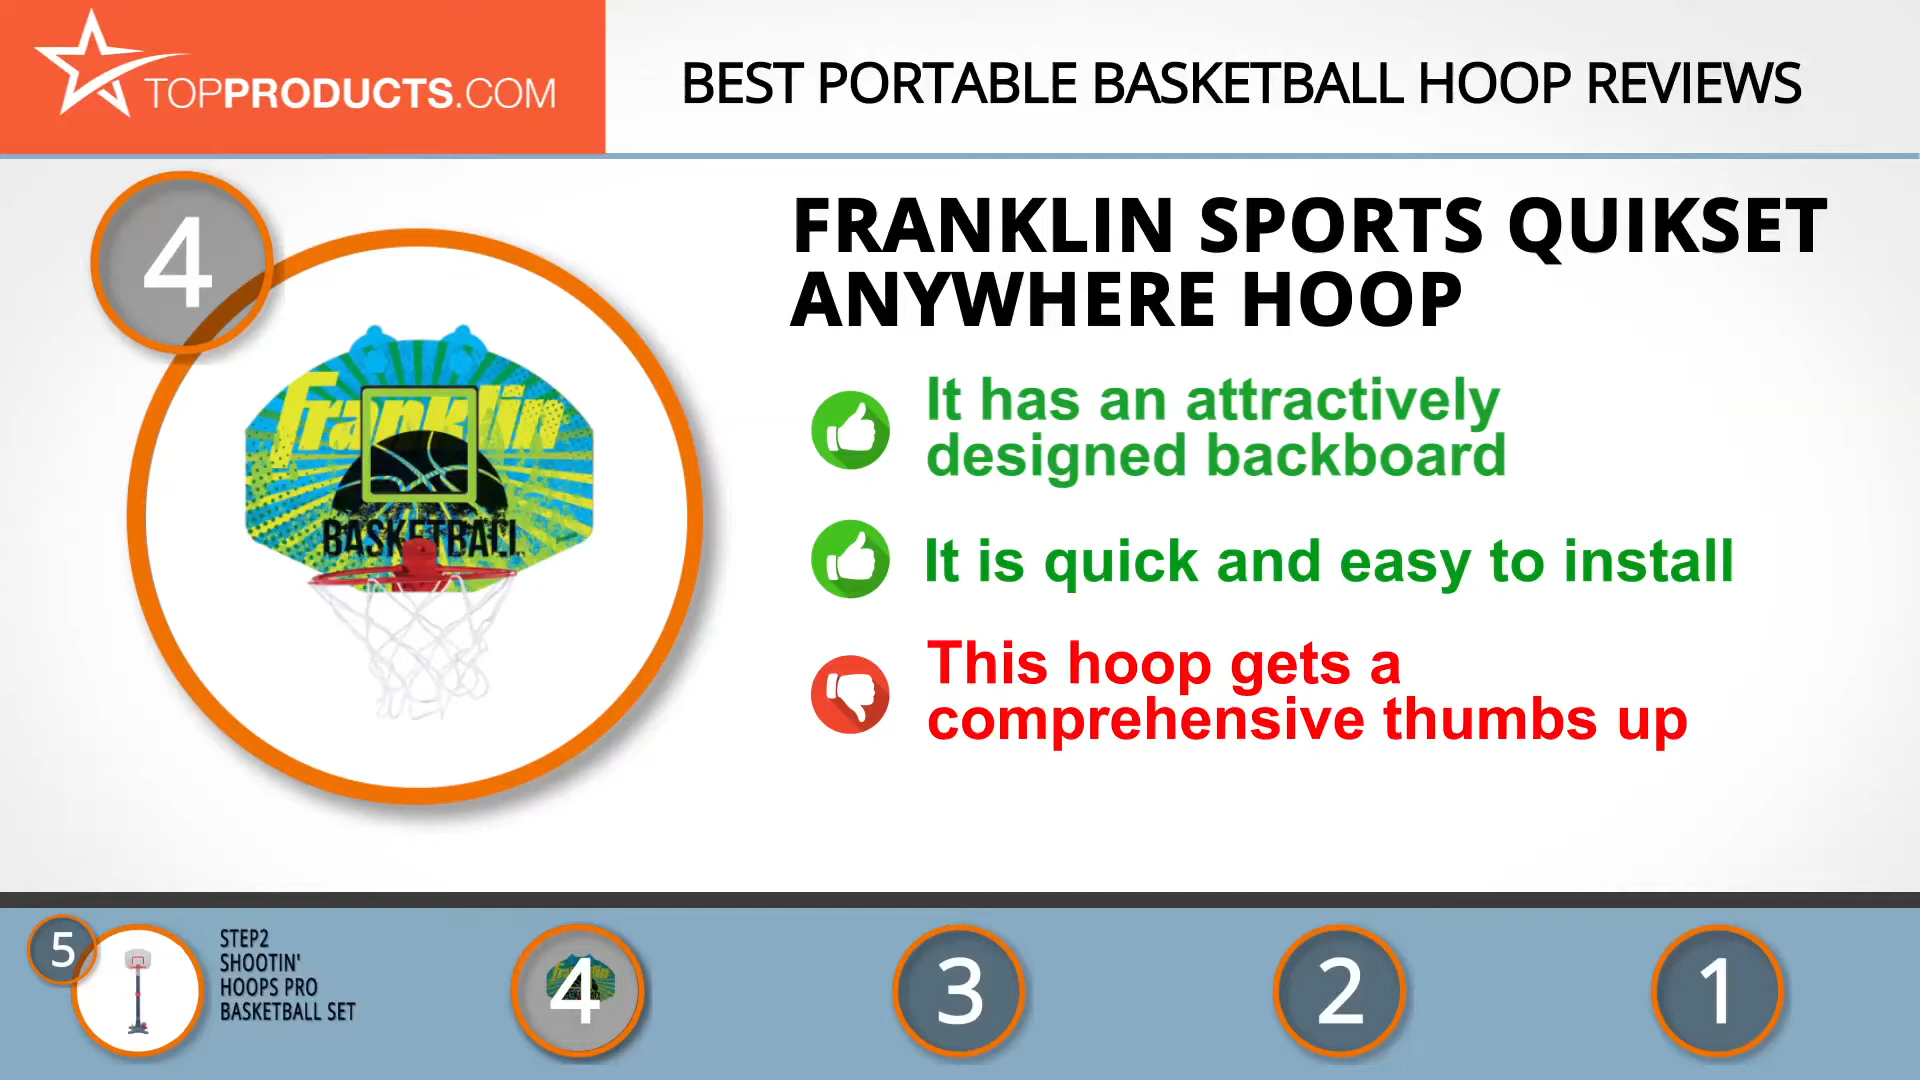 TOPPRODUCTS.COM
BEST PORTABLE BASKETBALL HOOP REVIEWS
4
FRANKLIN SPORTS QUIKSET
ANYWHERE HOOP
franklin
BASKETBALL
It has an attractively
designed backboard
It is quick and easy to install
This hoop gets a
comprehensive thumbs up
5
STEP2
SHOOTIN'
HOOPS PRO
BASKETBALL SET
4
3
2
1